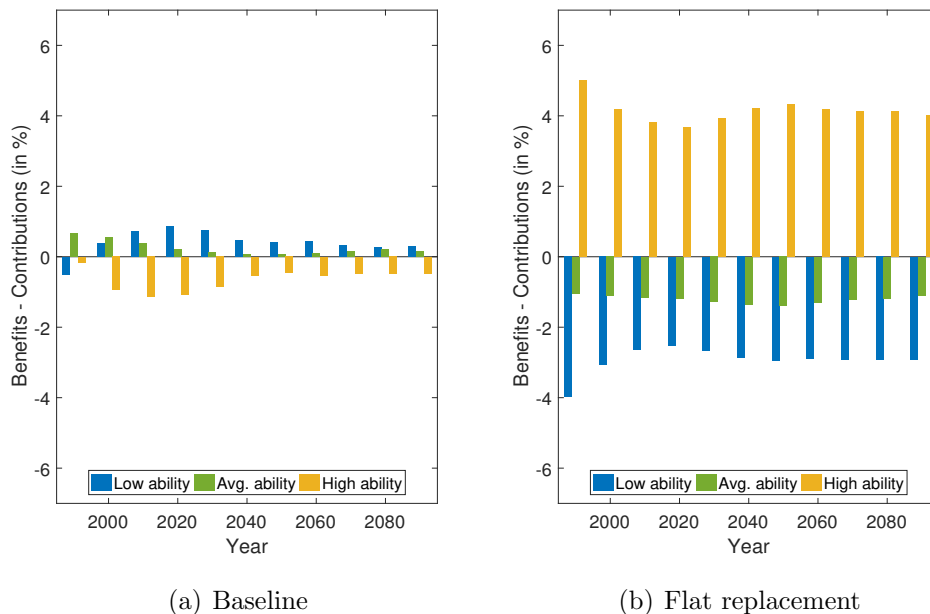 6
4
2
0
-2
-4
-6
Benefits - Contributions (in %)
Low ability Avg. ability High ability
2000 2020 2040 2060 2080
Year
(a) Baseline
6
4
2
0
-2
-4
-6
Benefits - Contributions (in %)
Low ability Avg. ability High ability
2000 2020 2040 2060 2080
Year
(b) Flat replacement